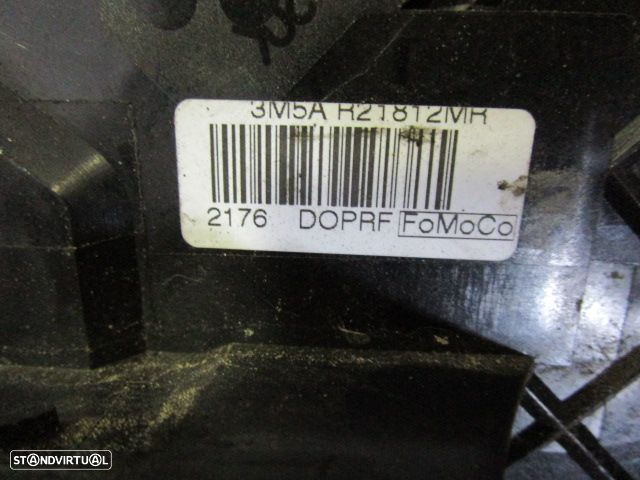 3M5A R21812MR
2176 DOPRF FoMoCo
STANDVIRTUAL